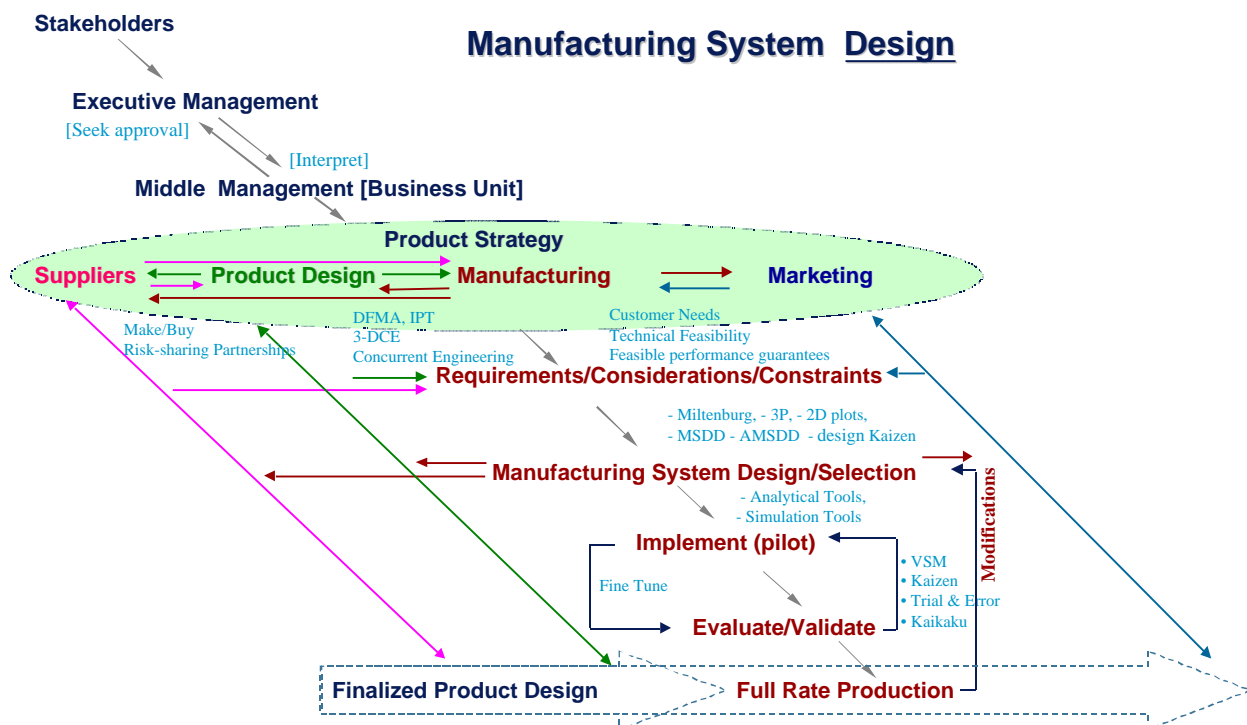 Stakeholders
Manufacturing System Design
Executive Management
[Seek approval]
[Interpret]
Middle Management [Business Unit]
Product Strategy
Suppliers
Product Design
Manufacturing
Marketing
Make/Buy
Risk-sharing Partnerships
DFMA, IPT
3-DCE
Concurrent Engineering
Customer Needs
Technical Feasibility
Feasible performance guarantees
Requirements/Considerations/Constraints
- Miltenburg, - 3P, - 2D plots,
- MSDD - AMSDD - design Kaizen
Manufacturing System Design/Selection
- Analytical Tools,
- Simulation Tools
Modifications
Implement (pilot)
Fine Tune
• VSM
• Kaizen
• Trial & Error
• Kaikaku
Evaluate/Validate
Finalized Product Design
Full Rate Production